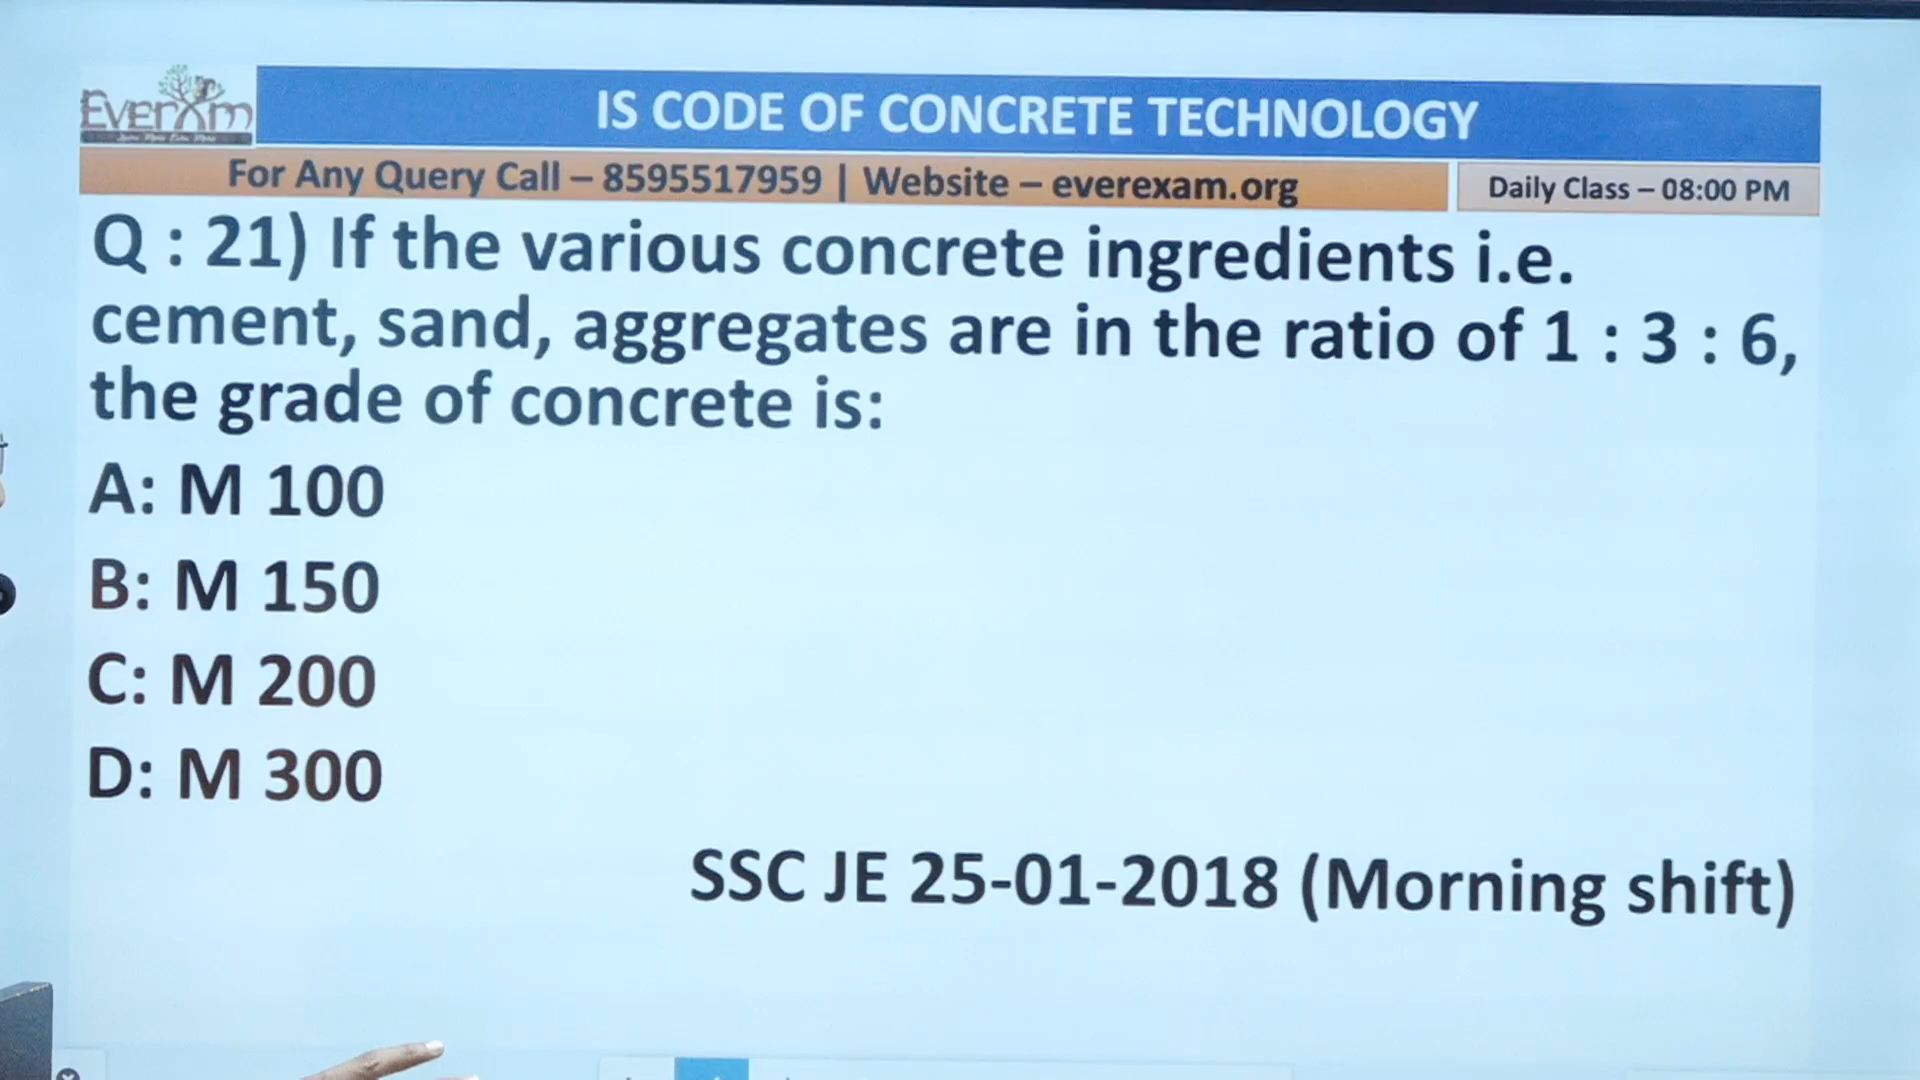 EverExam
IS CODE OF CONCRETE TECHNOLOGY
For Any Query Call – 8595517959 | Website – everexam.org
Daily Class – 08:00 PM
Q : 21) If the various concrete ingredients i.e.
cement, sand, aggregates are in the ratio of 1 : 3 : 6,
the grade of concrete is:
A: M 100
B: M 150
C: M 200
D: M 300
SSC JE 25-01-2018 (Morning shift)